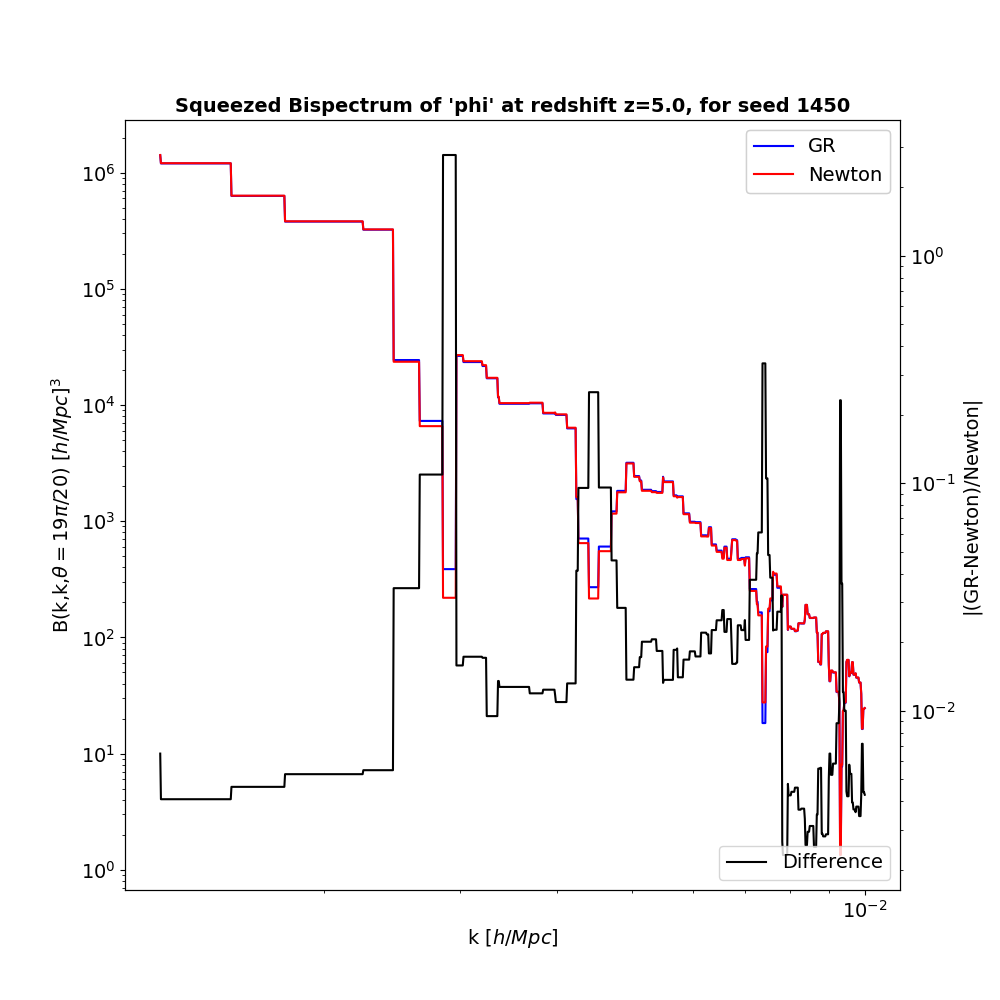 Squeezed Bispectrum of 'phi' at redshift z=5.0, for seed 1450
GR
Newton
Difference
B(k,k,θ = 19π/20) [h/Mpc]³
10⁶
10⁵
10⁴
10³
10²
10¹
10⁰
|(GR-Newton)/Newton|
10⁰
10⁻¹
10⁻²
10⁻²
k [h/Mpc]